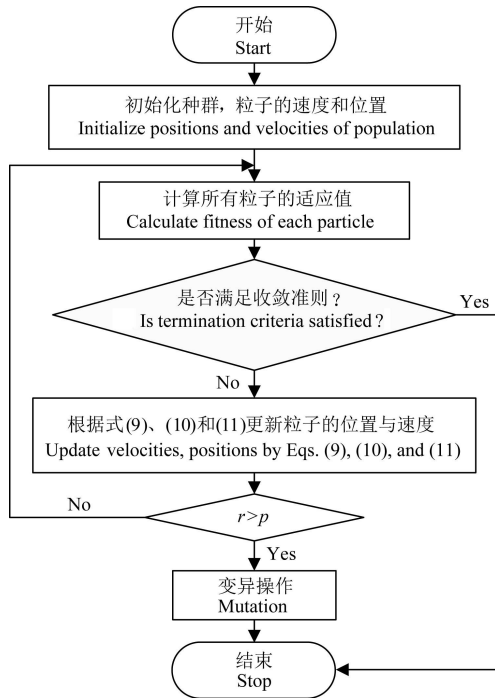 开始
Start
初始化种群，粒子的速度和位置
Initialize positions and velocities of population
计算所有粒子的适应值
Calculate fitness of each particle
是否满足收敛准则？
Is termination criteria satisfied？
Yes
No
根据式(9)、(10)和(11)更新粒子的位置与速度
Update velocities, positions by Eqs. (9), (10), and (11)
No
r>p
Yes
变异操作
Mutation
结束
Stop